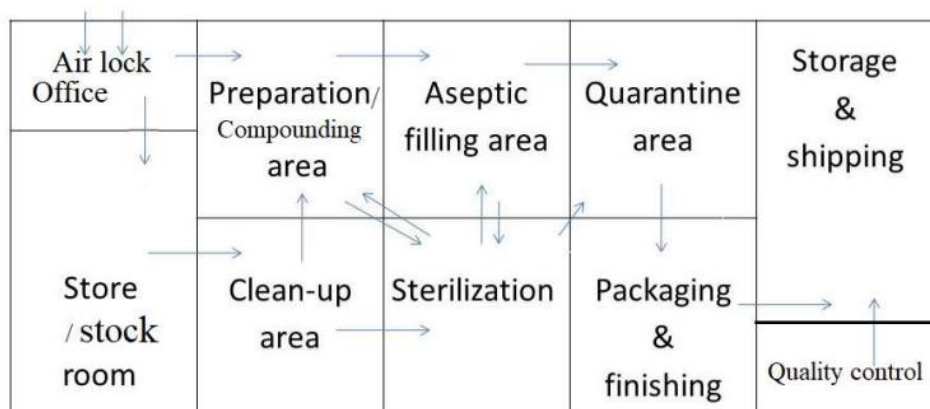 Air lock
Office
Preparation/
Compounding
area
Aseptic
filling area
Quarantine
area
Storage
&
shipping
Store
/ stock
room
Clean-up
area
Sterilization
Packaging
&
finishing
Quality control